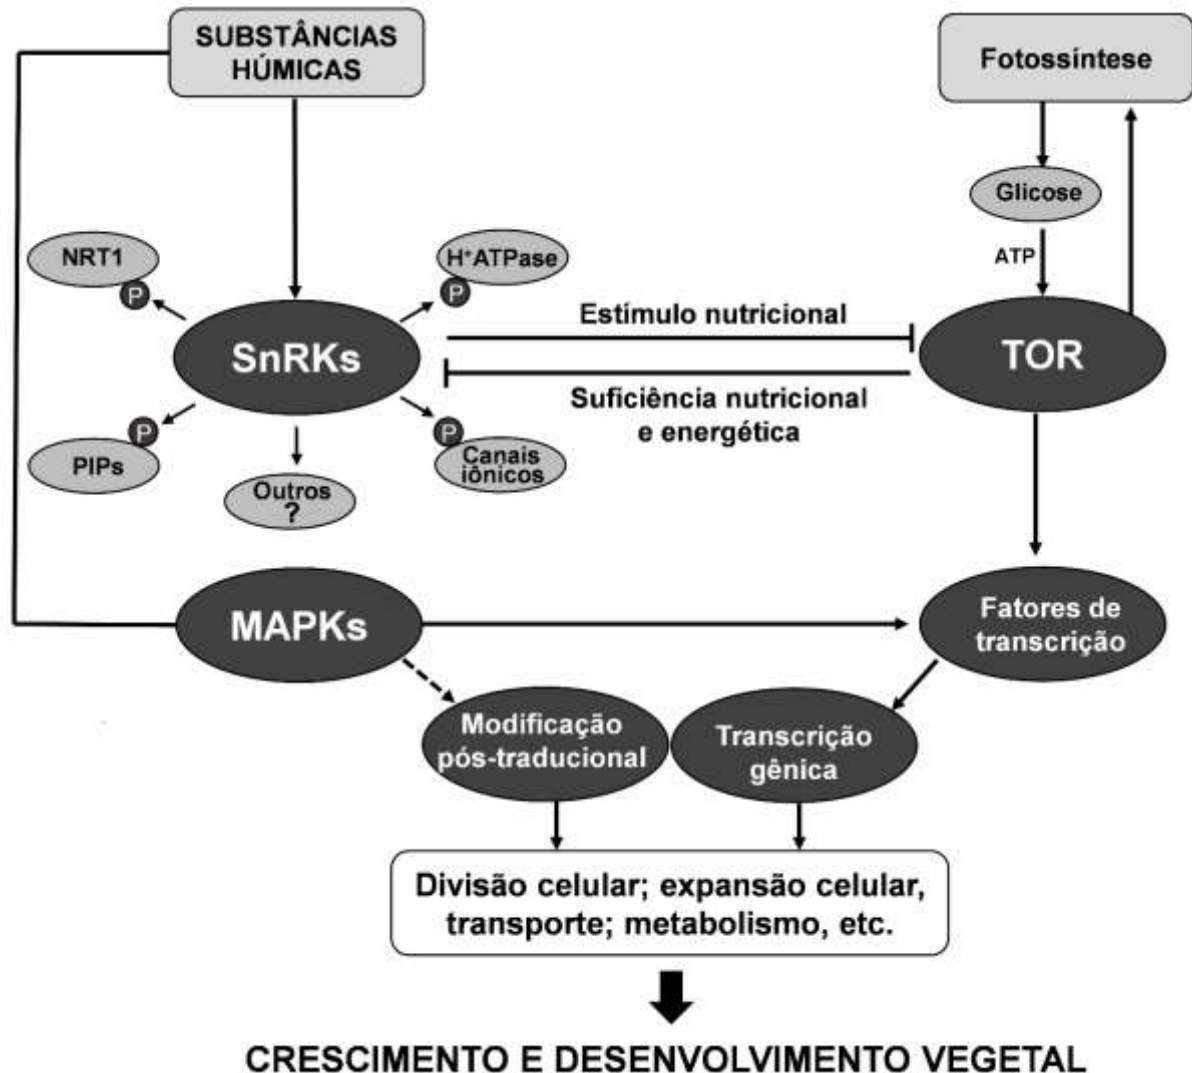 SUBSTÂNCIAS
HÚMICAS
Fotossíntese
Glicose
ATP
NRT1
P
H⁺ATPase
P
SnRKs
Estímulo nutricional
TOR
Suficiência nutricional
e energética
P
PIPs
P
Canais
iônicos
Outros
?
MAPKs
Fatores de
transcrição
Modificação
pós-traducional
Transcrição
gênica
Divisão celular; expansão celular,
transporte; metabolismo, etc.
CRESCIMENTO E DESENVOLVIMENTO VEGETAL